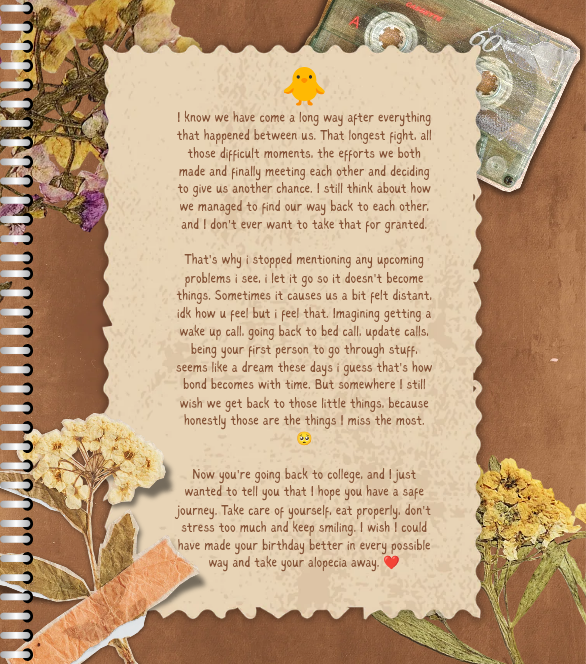 A
60
I know we have come a long way after everything
that happened between us. That longest fight, all
those difficult moments, the efforts we both
made and finally meeting each other and deciding
to give us another chance. I still think about how
we managed to find our way back to each other,
and I don't ever want to take that for granted.
That's why i stopped mentioning any upcoming
problems i see, i let it go so it doesn't become
things. Sometimes it causes us a bit felt distant,
idk how u feel but i feel that. Imagining getting a
wake up call, going back to bed call, update calls,
being your first person to go through stuff,
seems like a dream these days i guess that's how
bond becomes with time. But somewhere I still
wish we get back to those little things, because
honestly those are the things I miss the most.
🥺
Now you're going back to college, and I just
wanted to tell you that I hope you have a safe
journey. Take care of yourself, eat properly, don't
stress too much and keep smiling. I wish I could
have made your birthday better in every possible
way and take your alopecia away. ❤️